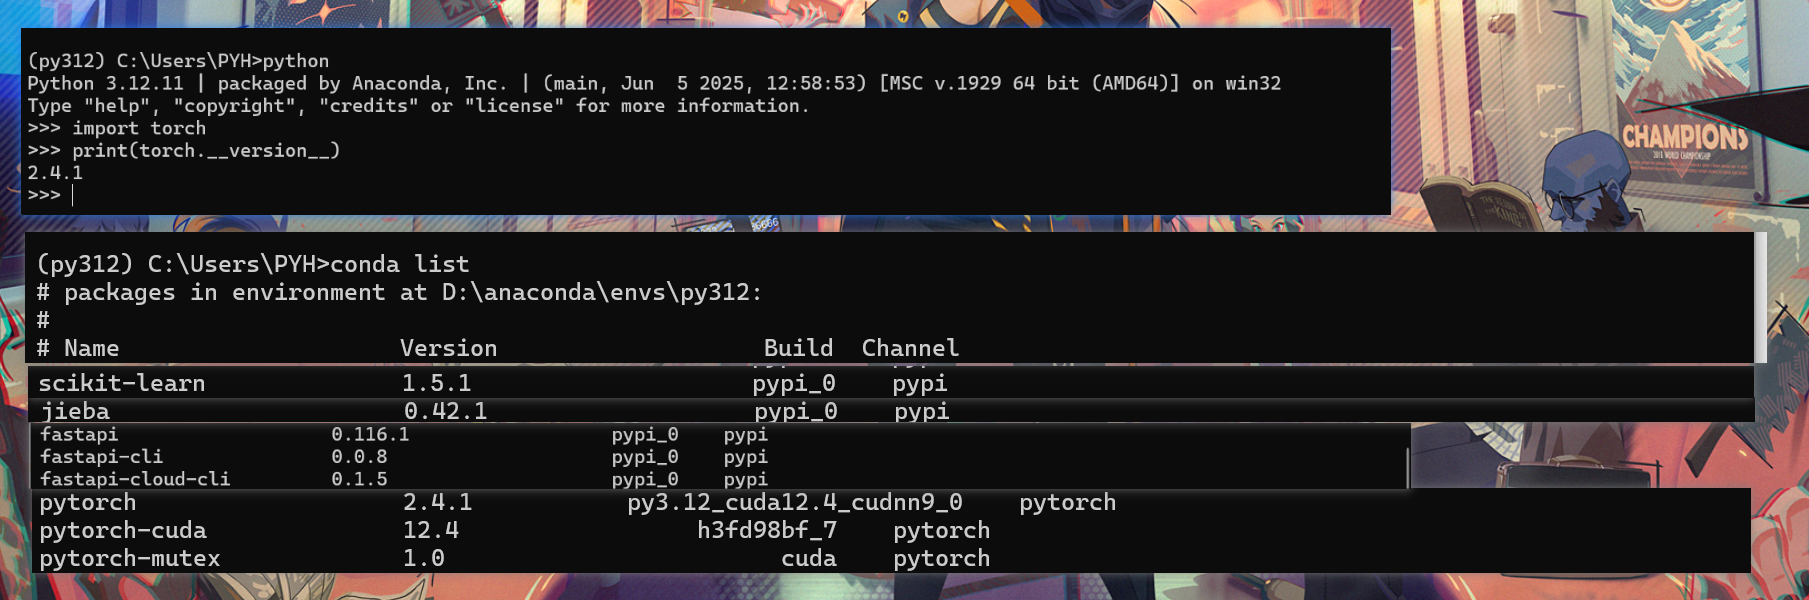 (py312) C:\Users\PYH>python
Python 3.12.11 | packaged by Anaconda, Inc. | (main, Jun  5 2025, 12:58:53) [MSC v.1929 64 bit (AMD64)] on win32
Type "help", "copyright", "credits" or "license" for more information.
>>> import torch
>>> print(torch.__version__)
2.4.1
>>>
CHAMPIONS
2018 WORLD CHAMPIONSHIP
(py312) C:\Users\PYH>conda list
# packages in environment at D:\anaconda\envs\py312:
#
# Name                    Version                   Build  Channel
scikit-learn              1.5.1                    pypi_0    pypi
jieba                     0.42.1                   pypi_0    pypi
fastapi                   0.116.1                  pypi_0    pypi
fastapi-cli               0.0.8                    pypi_0    pypi
fastapi-cloud-cli         0.1.5                    pypi_0    pypi
pytorch                   2.4.1           py3.12_cuda12.4_cudnn9_0    pytorch
pytorch-cuda              12.4                 h3fd98bf_7    pytorch
pytorch-mutex             1.0                        cuda    pytorch